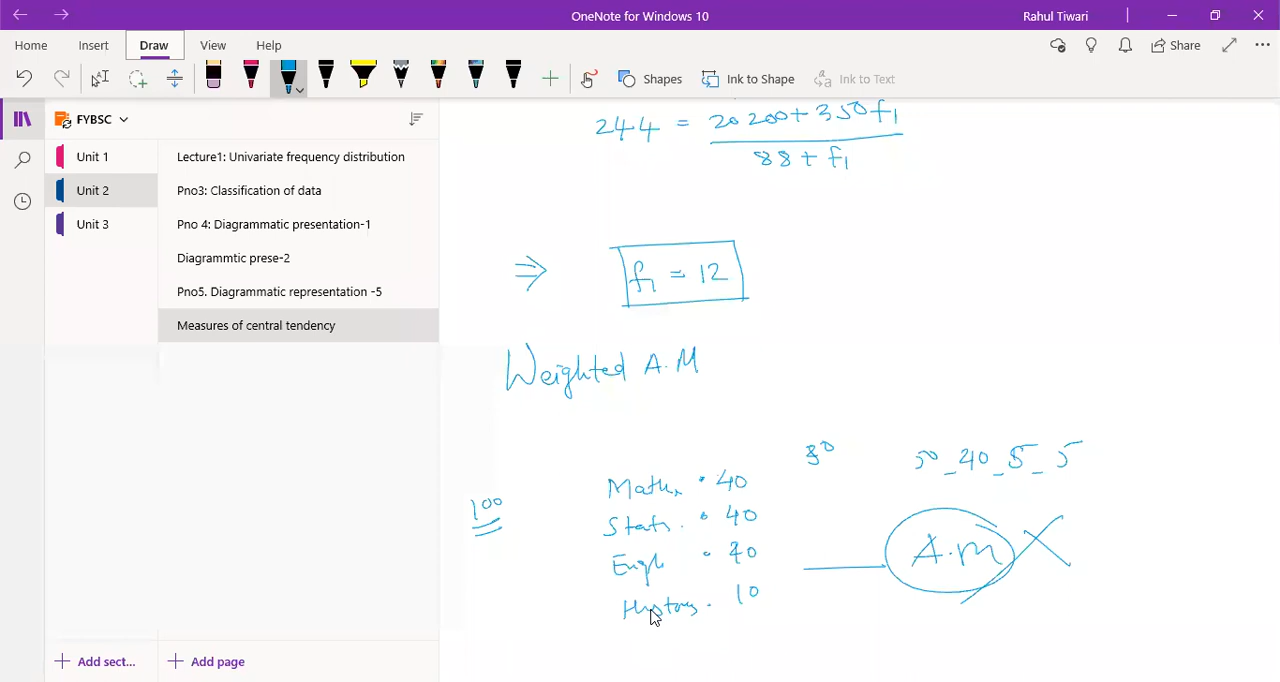 OneNote for Windows 10
Rahul Tiwari
Home Insert Draw View Help
Share
Shapes Ink to Shape Ink to Text
FYBSC
Unit 1
Unit 2
Unit 3
Lecture1: Univariate frequency distribution
Pno3: Classification of data
Pno 4: Diagrammatic presentation-1
Diagrammtic prese-2
Pno5. Diagrammatic representation -5
Measures of central tendency
Add sect...
Add page
244 = 20200+350f₁
88 + f₁
⇒ f₁ = 12
Weighted A.M
50 _ 40 _ 5 _ 5
100
Maths • 40
Stats. • 40
Engl • 40
History. 10
A.M